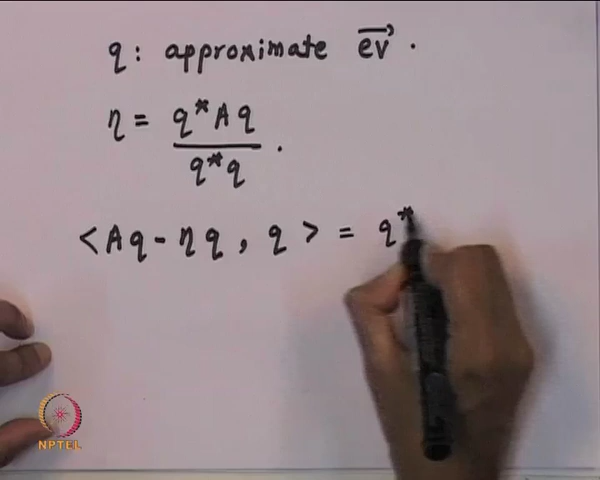 q: approximate ev⃗.
η = q*Aq / q*q .
<Aq - ηq, q> = q*
NPTEL